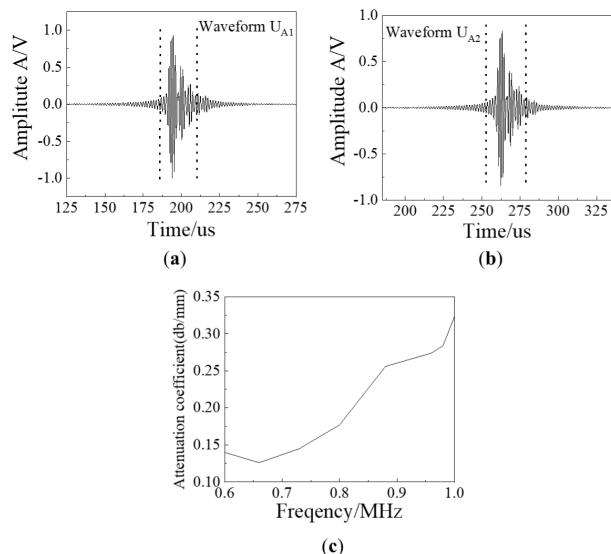 Waveform U_A1
Amplitute A/V
1.0
0.5
0.0
-0.5
-1.0
125 150 175 200 225 250 275
Time/us
(a)
Waveform U_A2
Amplitude A/V
1.0
0.5
0.0
-0.5
-1.0
200 225 250 275 300 325
Time/us
(b)
Attenuation coefficient(db/mm)
0.35
0.30
0.25
0.20
0.15
0.10
0.6 0.7 0.8 0.9 1.0
Freqency/MHz
(c)